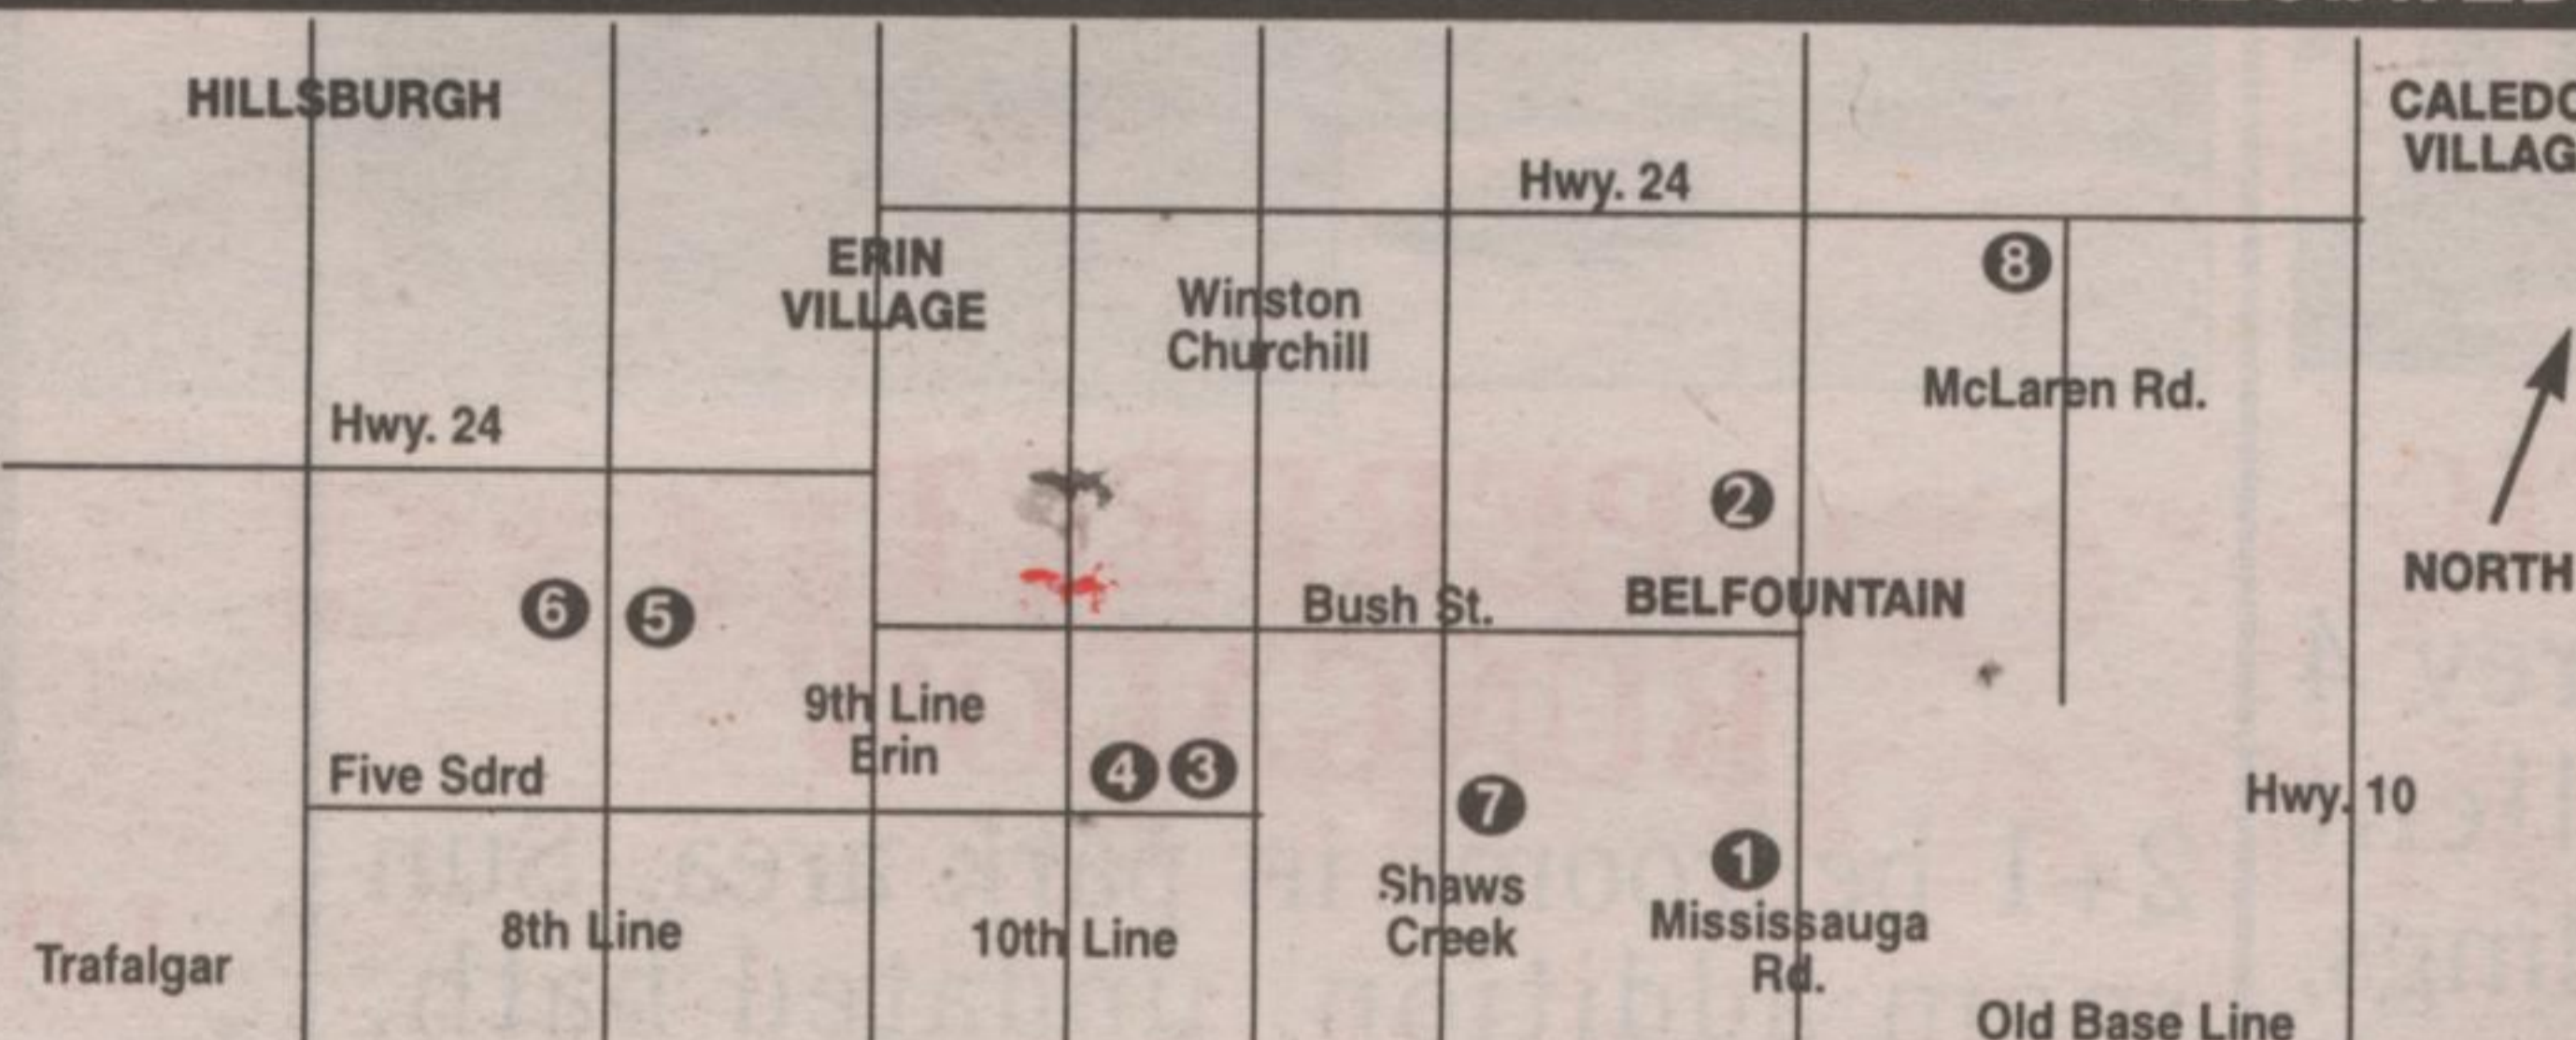 HILLSBURGH
CALEDO
VILLAG
Hwy. 24
ERIN
VILLAGE
Winston
Churchill
8
McLaren Rd.
Hwy. 24
2
NORTH
6
5
Bush St.
BELFOUNTAIN
9th Line
Erin
Five Sdrd
4
3
7
Hwy. 10
1
Shaws
Creek
8th Line
10th Line
Mississauga
Rd.
Trafalgar
Old Base Line